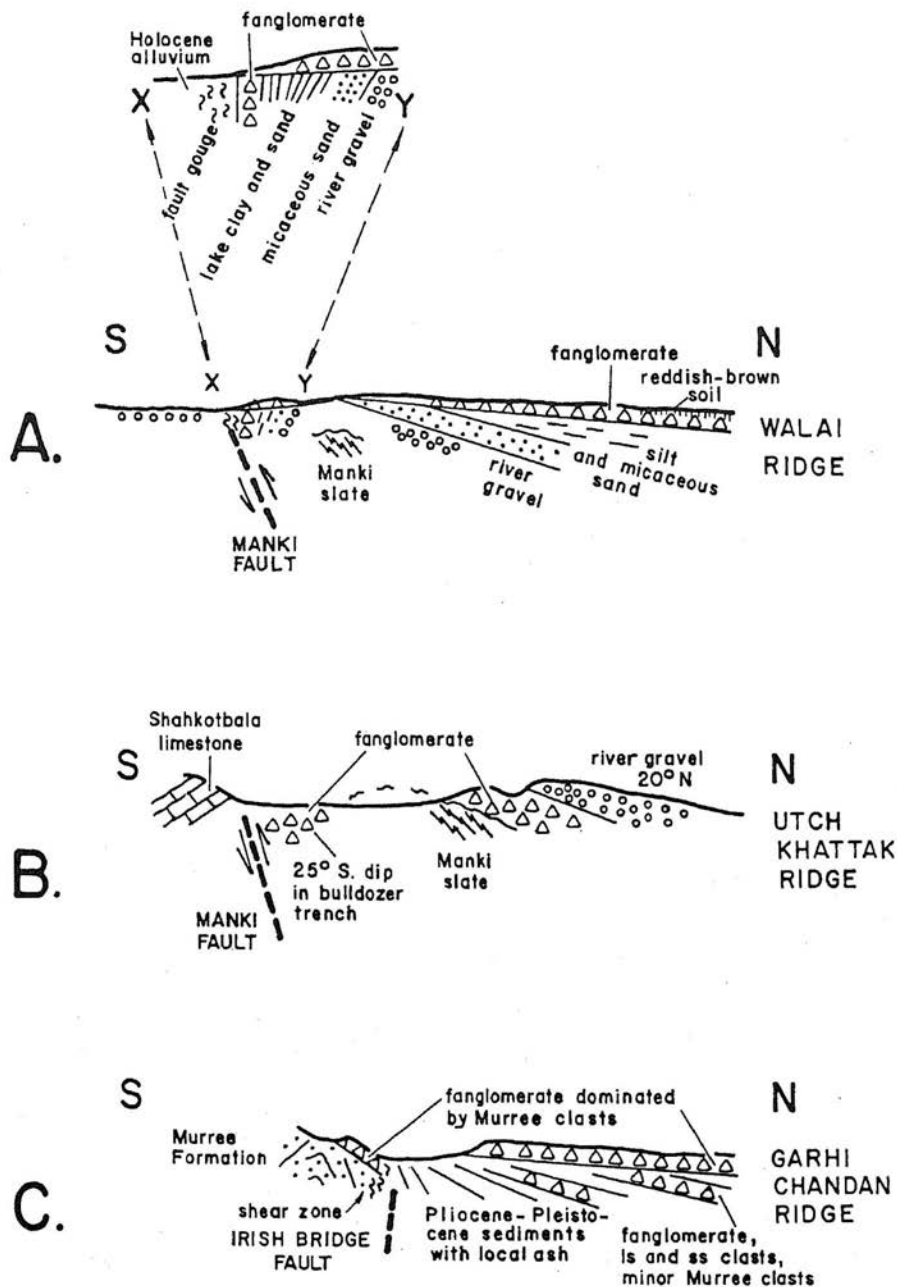 fanglomerate
Holocene
alluvium
X
Y
fault gouge
lake clay and sand
micaceous sand
river gravel
S
N
X
Y
fanglomerate
reddish-brown
soil
A.
WALAI
RIDGE
Manki
slate
silt
and micaceous
sand
river
gravel
MANKI
FAULT
Shahkotbala
limestone
S
fanglomerate
river gravel
20° N
N
UTCH
KHATTAK
RIDGE
B.
25° S. dip
in bulldozer
trench
Manki
slate
MANKI
FAULT
S
N
fanglomerate dominated
by Murree clasts
Murree
Formation
GARHI
CHANDAN
RIDGE
C.
shear zone
IRISH BRIDGE
FAULT
Pliocene-Pleisto-
cene sediments
with local ash
fanglomerate,
ls and ss clasts,
minor Murree clasts